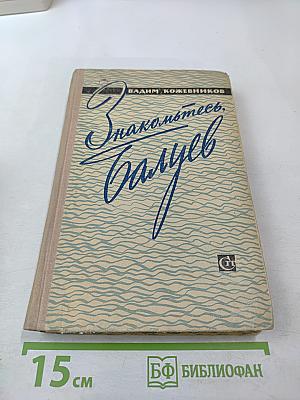 ВАДИМ КОЖЕВНИКОВ
Знакомьтесь,
Балуев
15 см
БФ БИБЛИОФАН